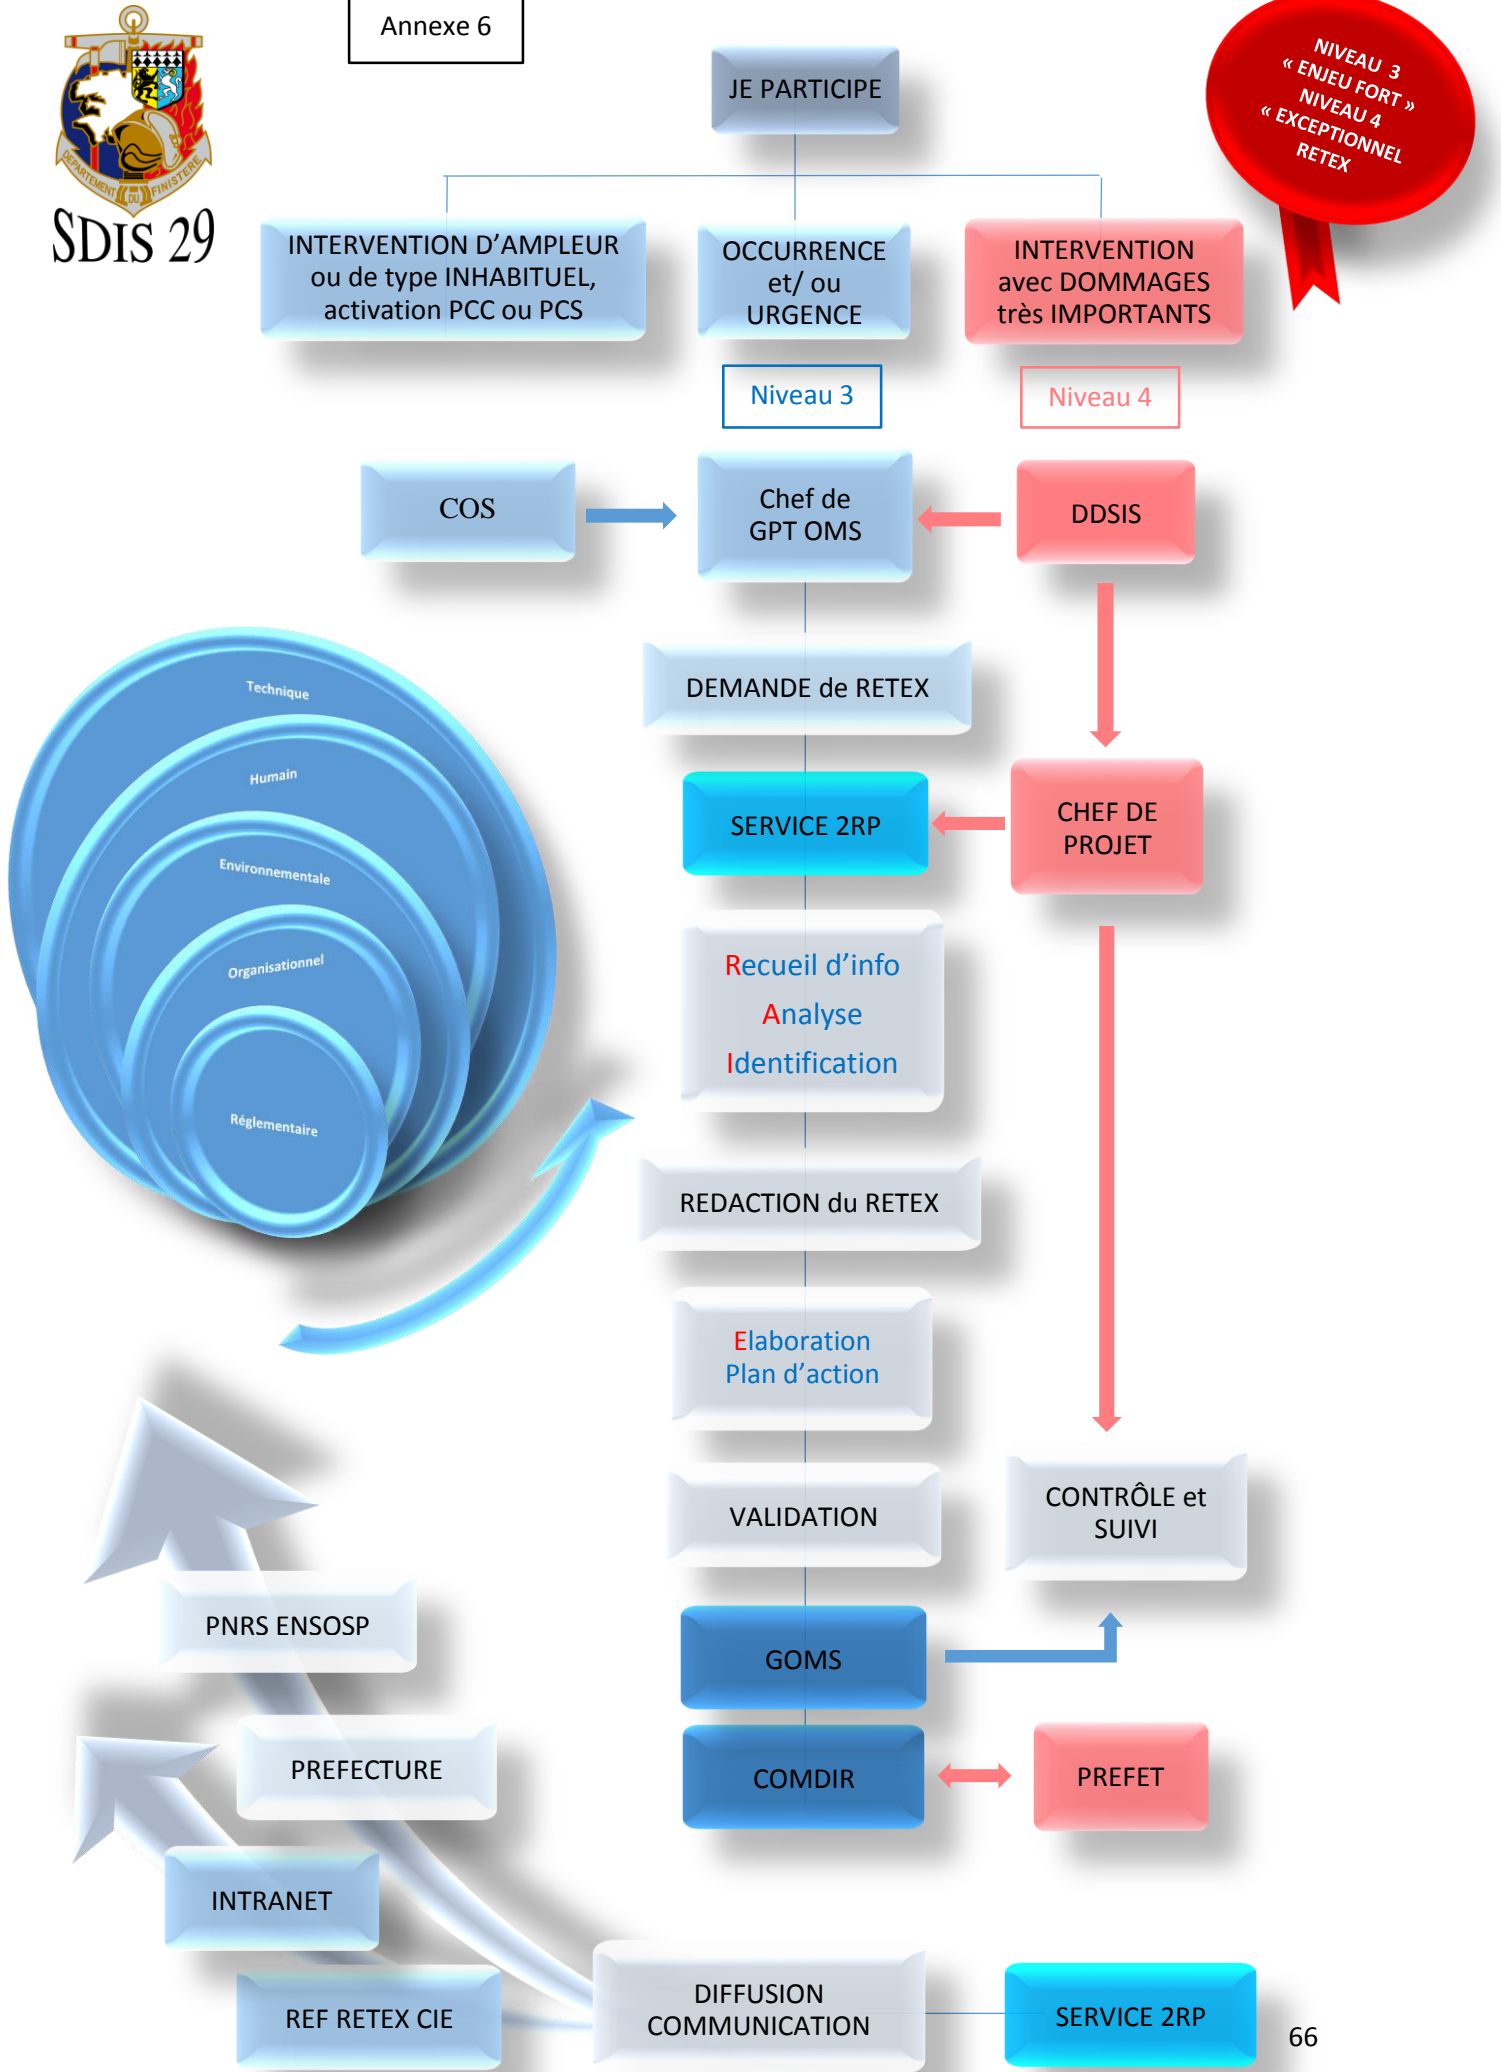 Annexe 6
DEPARTEMENT DU FINISTERE
SDIS 29
NIVEAU 3
« ENJEU FORT »
NIVEAU 4
« EXCEPTIONNEL
RETEX
JE PARTICIPE
INTERVENTION D'AMPLEUR
ou de type INHABITUEL,
activation PCC ou PCS
OCCURRENCE
et/ ou
URGENCE
INTERVENTION
avec DOMMAGES
très IMPORTANTS
Niveau 3
Niveau 4
COS
Chef de
GPT OMS
DDSIS
DEMANDE de RETEX
Technique
Humain
Environnementale
Organisationnel
Réglementaire
SERVICE 2RP
CHEF DE
PROJET
Recueil d'info
Analyse
Identification
REDACTION du RETEX
Elaboration
Plan d'action
VALIDATION
CONTRÔLE et
SUIVI
PNRS ENSOSP
GOMS
PREFECTURE
COMDIR
PREFET
INTRANET
REF RETEX CIE
DIFFUSION
COMMUNICATION
SERVICE 2RP
66